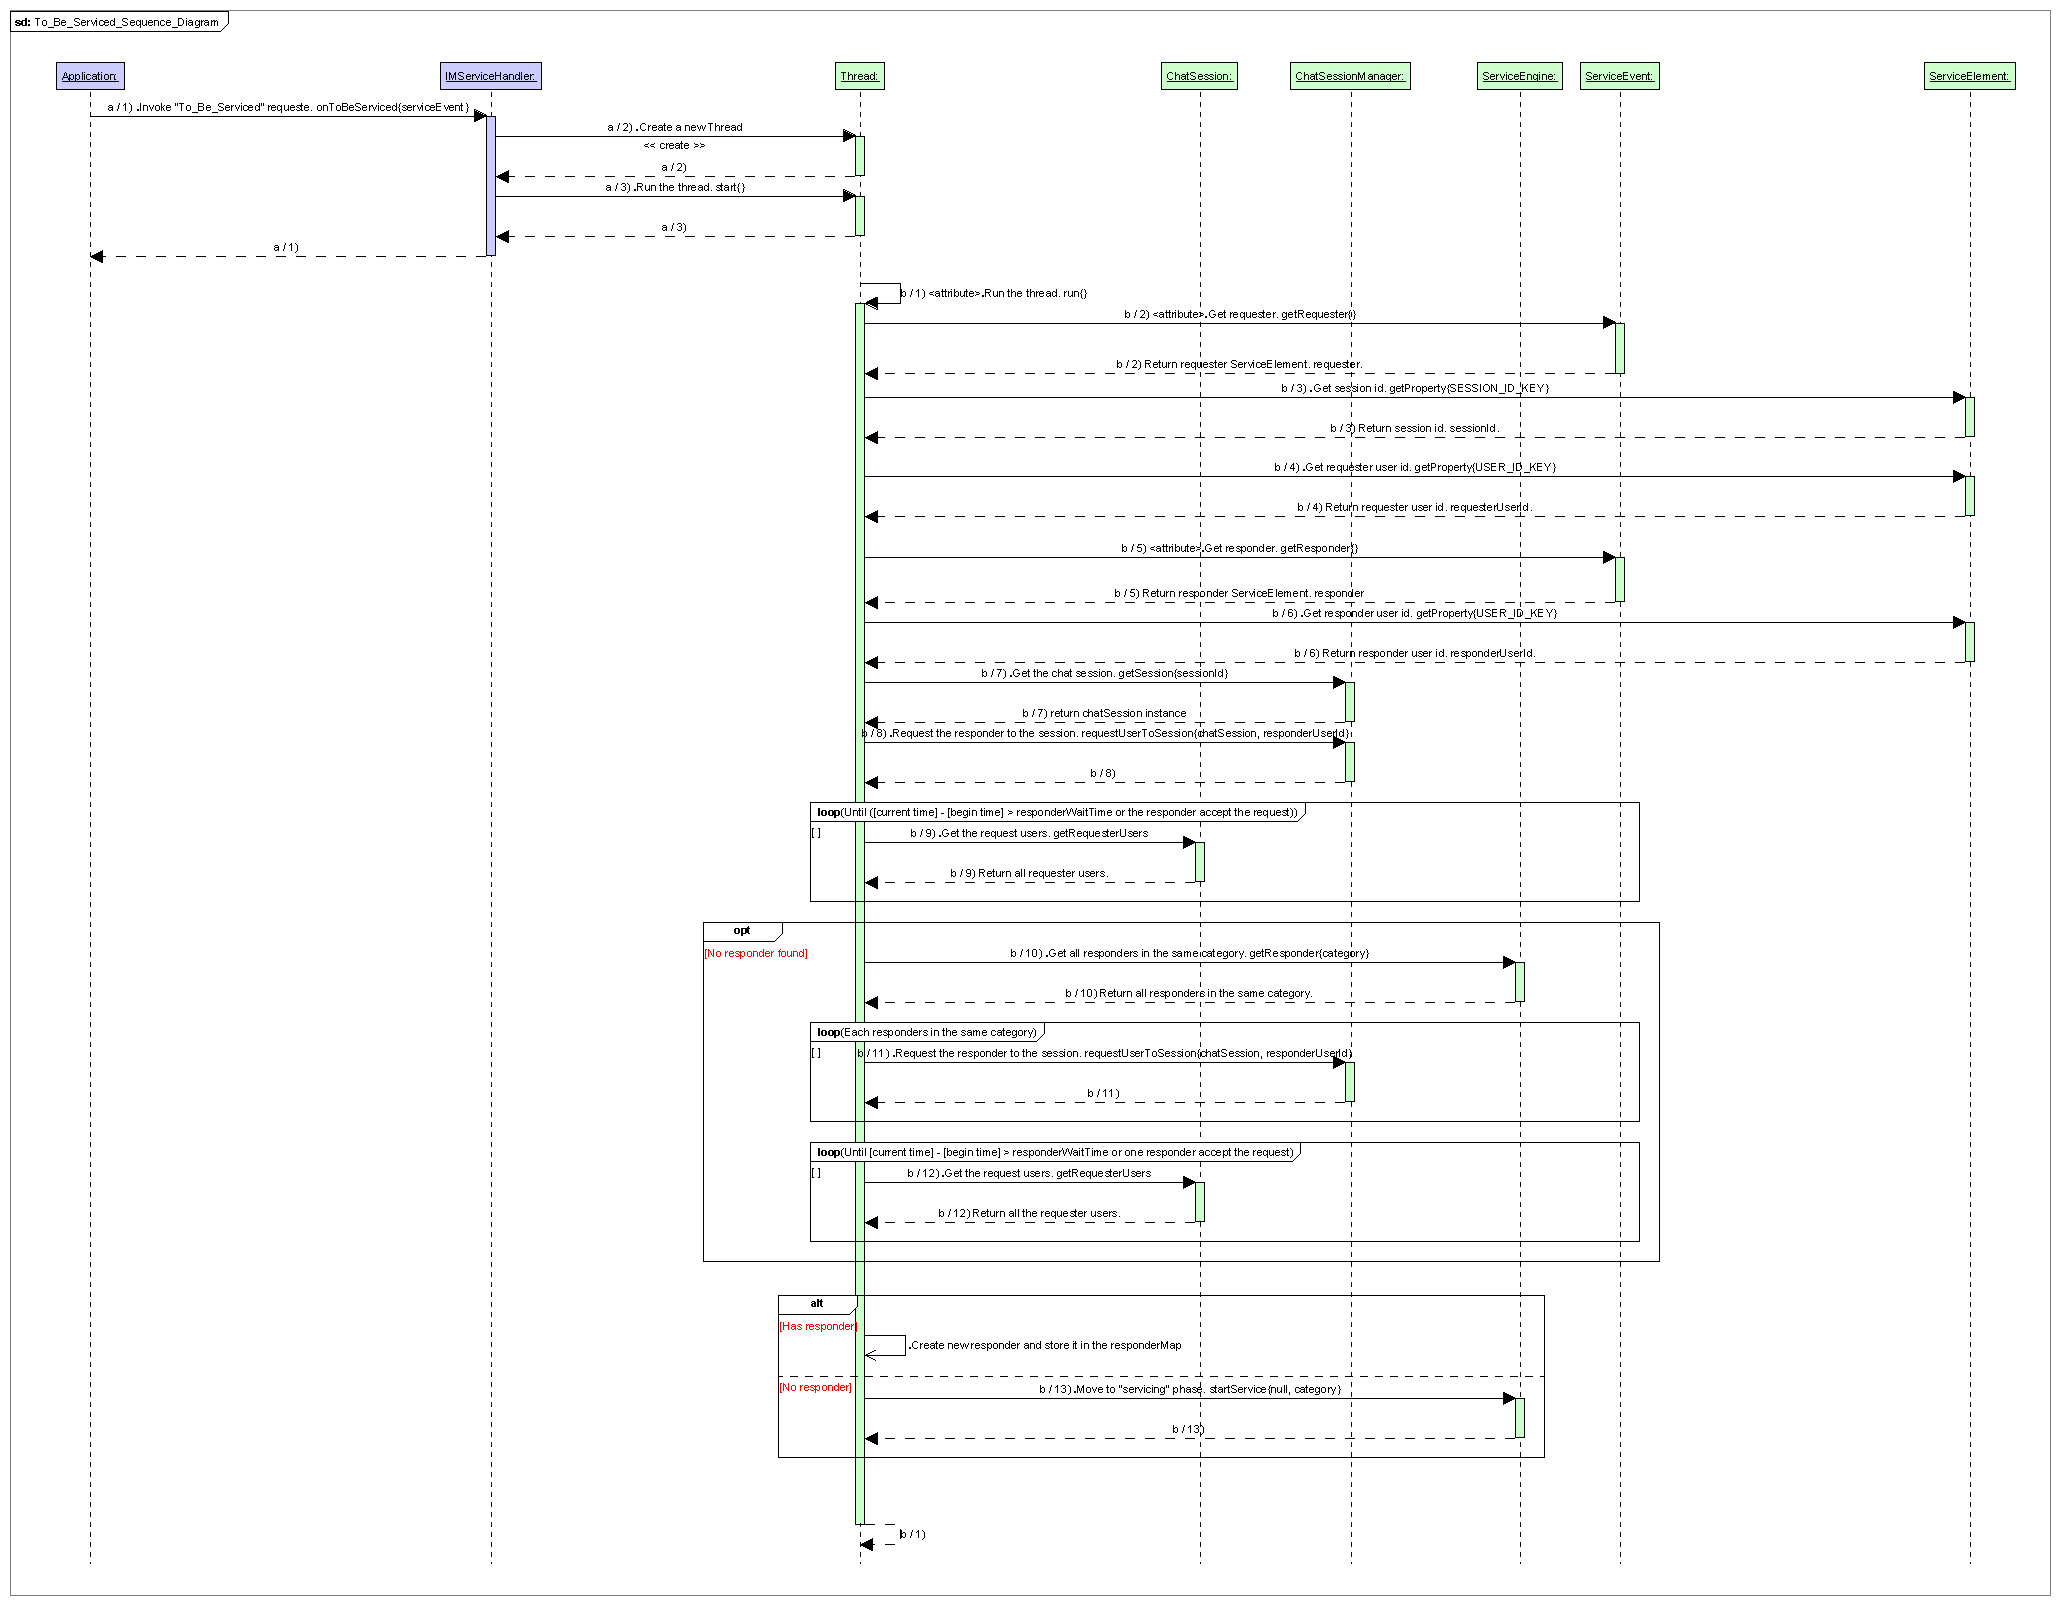 sd: To_Be_Serviced_Sequence_Diagram
Application:
IMServiceHandler:
Thread:
ChatSession:
ChatSessionManager:
ServiceEngine:
ServiceEvent:
ServiceElement:
a / 1) .Invoke "To_Be_Serviced" requeste. onToBeServiced{serviceEvent}
a / 2) .Create a new Thread
<< create >>
a / 2)
a / 3) .Run the thread. start{}
a / 3)
a / 1)
b / 1) <attribute>.Run the thread. run{}
b / 2) <attribute>.Get requester. getRequester{}
b / 2) Return requester ServiceElement. requester.
b / 3) .Get session id. getProperty{SESSION_ID_KEY}
b / 3) Return session id. sessionId.
b / 4) .Get requester user id. getProperty{USER_ID_KEY}
b / 4) Return requester user id. requesterUserId.
b / 5) <attribute>.Get responder. getResponder{}
b / 5) Return responder ServiceElement. responder
b / 6) .Get responder user id. getProperty{USER_ID_KEY}
b / 6) Return responder user id. responderUserId.
b / 7) .Get the chat session. getSession{sessionId}
b / 7) return chatSession instance
b / 8) .Request the responder to the session. requestUserToSession{chatSession, responderUserId}
b / 8)
loop(Until ([current time] - [begin time] > responderWaitTime or the responder accept the request))
[ ]
b / 9) .Get the request users. getRequesterUsers
b / 9) Return all requester users.
opt
[No responder found]
b / 10) .Get all responders in the same category. getResponder{category}
b / 10) Return all responders in the same category.
loop(Each responders in the same category)
[ ]
b / 11) .Request the responder to the session. requestUserToSession{chatSession, responderUserId}
b / 11)
loop(Until [current time] - [begin time] > responderWaitTime or one responder accept the request)
[ ]
b / 12) .Get the request users. getRequesterUsers
b / 12) Return all the requester users.
alt
[Has responder]
.Create new responder and store it in the responderMap
[No responder]
b / 13) .Move to "servicing" phase. startService{null, category}
b / 13)
b / 1)